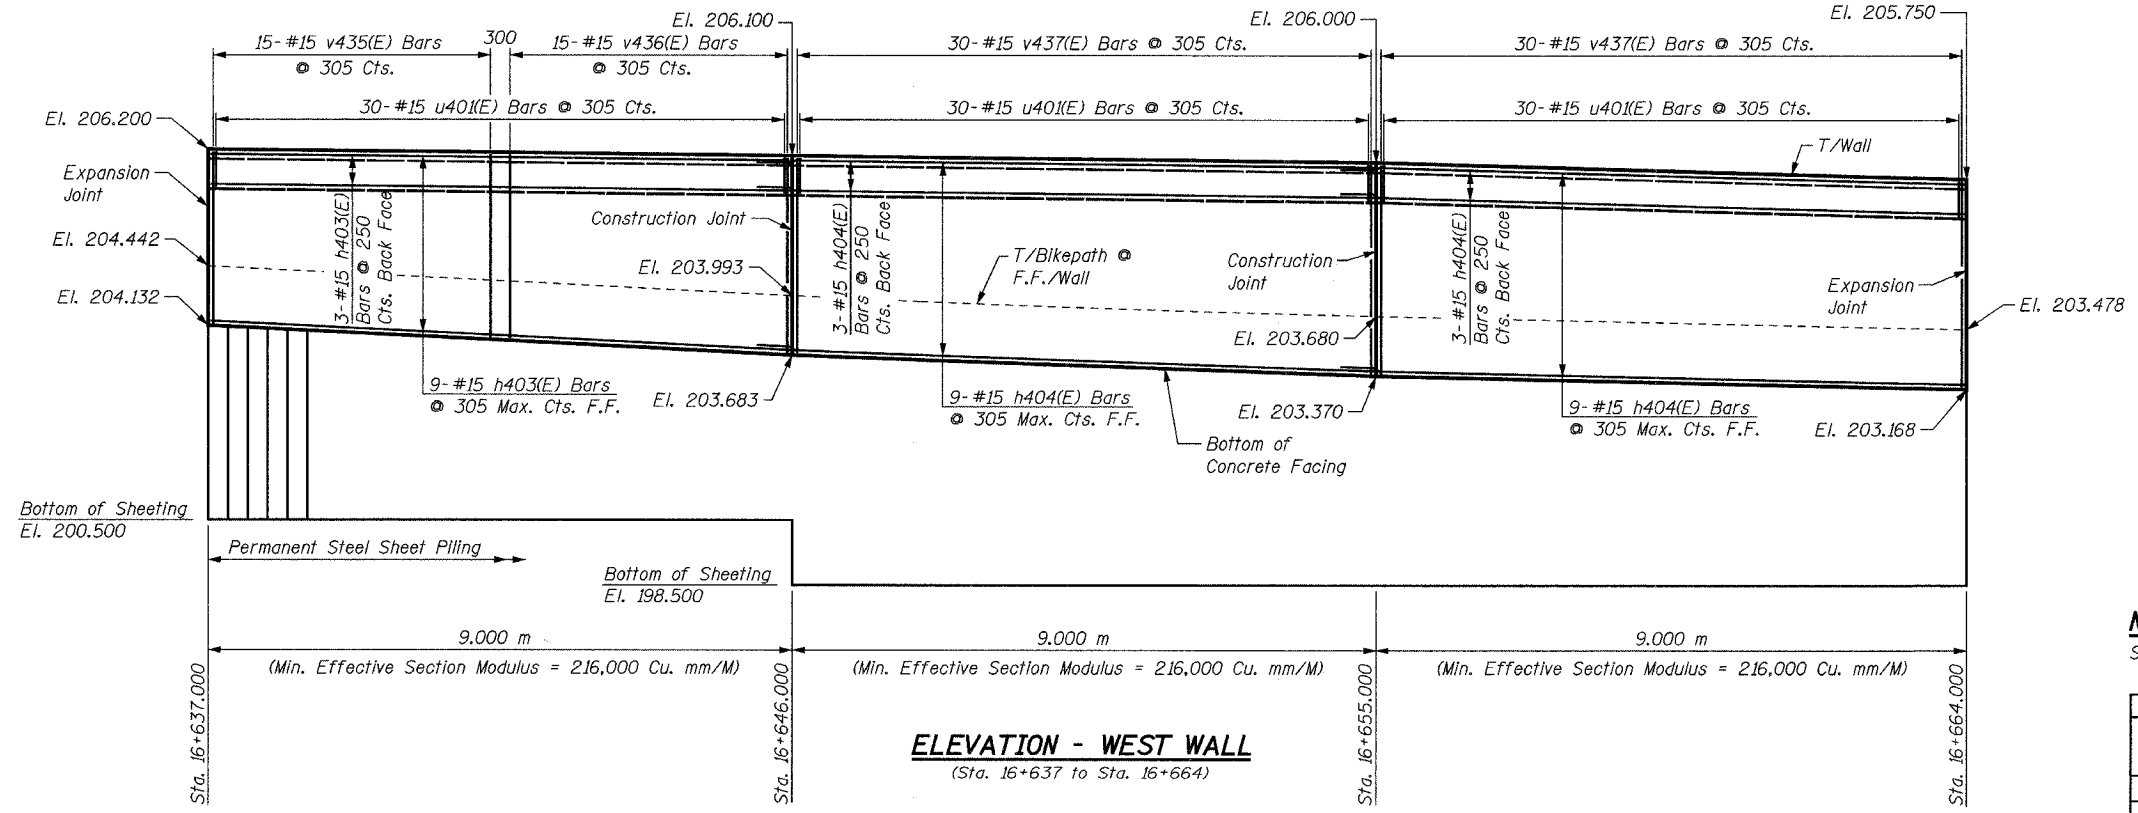 El. 206.100
El. 206.000
El. 205.750
15-#15 v435(E) Bars
@ 305 Cts.
300
15-#15 v436(E) Bars
@ 305 Cts.
30-#15 v437(E) Bars @ 305 Cts.
30-#15 v437(E) Bars @ 305 Cts.
30-#15 u401(E) Bars @ 305 Cts.
30-#15 u401(E) Bars @ 305 Cts.
30-#15 u401(E) Bars @ 305 Cts.
El. 206.200
T/Wall
Expansion
Joint
3-#15 h403(E)
Bars @ 250
Cts. Back Face
Construction Joint
3-#15 h404(E)
Bars @ 250
Cts. Back Face
T/Bikepath @
F.F./Wall
Construction
Joint
3-#15 h404(E)
Bars @ 250
Cts. Back Face
Expansion
Joint
El. 204.442
El. 203.993
El. 204.132
El. 203.680
El. 203.478
9-#15 h403(E) Bars
@ 305 Max. Cts. F.F.
El. 203.683
9-#15 h404(E) Bars
@ 305 Max. Cts. F.F.
El. 203.370
9-#15 h404(E) Bars
@ 305 Max. Cts. F.F.
El. 203.168
Bottom of
Concrete Facing
Bottom of Sheeting
El. 200.500
Permanent Steel Sheet Piling
Bottom of Sheeting
El. 198.500
9.000 m
(Min. Effective Section Modulus = 216,000 Cu. mm/M)
9.000 m
(Min. Effective Section Modulus = 216,000 Cu. mm/M)
9.000 m
(Min. Effective Section Modulus = 216,000 Cu. mm/M)
Sta. 16+637.000
Sta. 16+646.000
Sta. 16+655.000
Sta. 16+664.000
ELEVATION - WEST WALL
(Sta. 16+637 to Sta. 16+664)